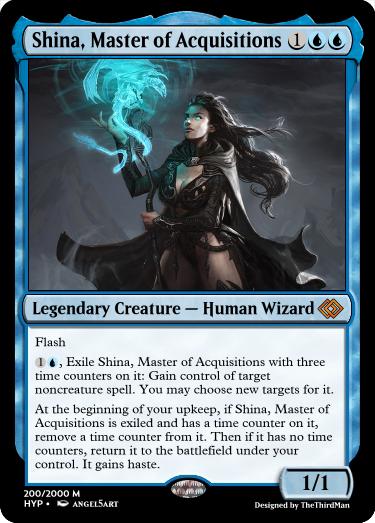 Shina, Master of Acquisitions 1
Legendary Creature — Human Wizard
Flash
1, Exile Shina, Master of Acquisitions with three
time counters on it: Gain control of target
noncreature spell. You may choose new targets for it.
At the beginning of your upkeep, if Shina, Master of
Acquisitions is exiled and has a time counter on it,
remove a time counter from it. Then if it has no time
counters, return it to the battlefield under your
control. It gains haste.
1/1
200/2000 M
HYP • ANGEL5ART
Designed by TheThirdMan